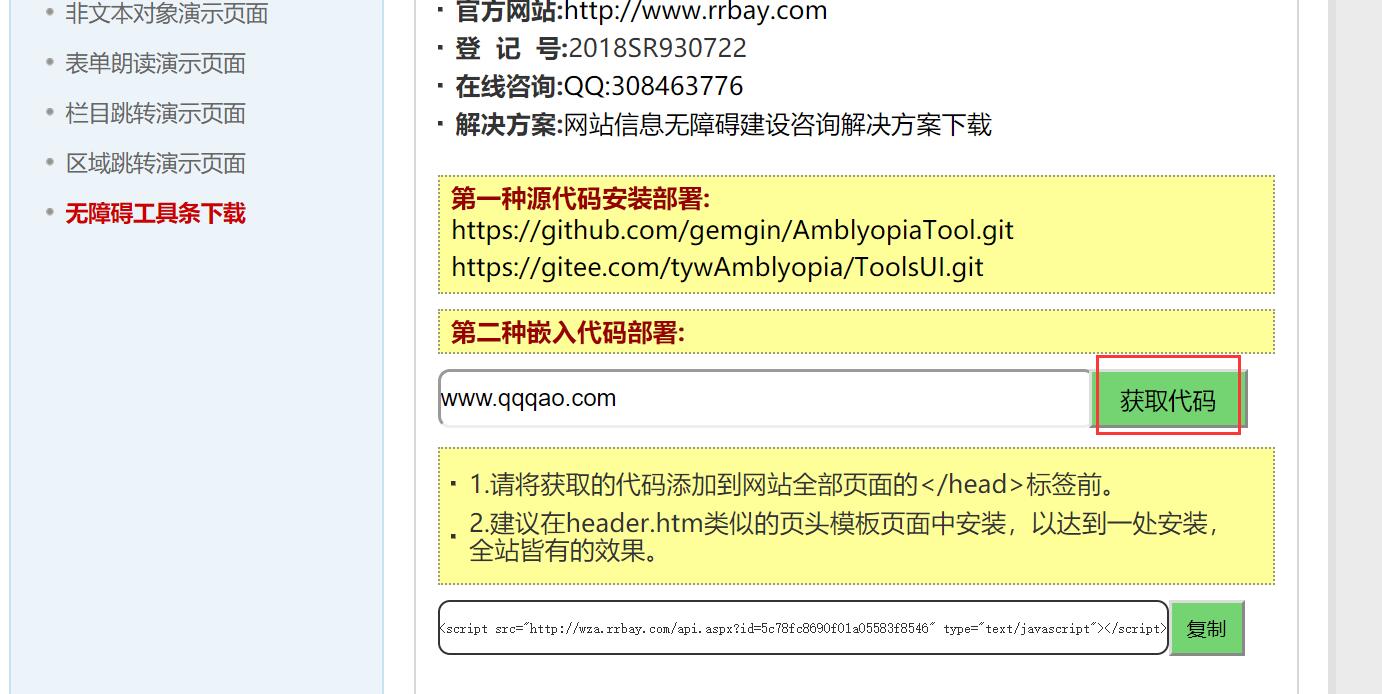 非文本对象演示页面
表单朗读演示页面
栏目跳转演示页面
区域跳转演示页面
无障碍工具条下载
官方网站:http://www.rrbay.com
登 记 号:2018SR930722
在线咨询:QQ:308463776
解决方案:网站信息无障碍建设咨询解决方案下载
第一种源代码安装部署:
https://github.com/gemgin/AmblyopiaTool.git
https://gitee.com/tywAmblyopia/ToolsUI.git
第二种嵌入代码部署:
www.qqqao.com 获取代码
1.请将获取的代码添加到网站全部页面的</head>标签前。
2.建议在header.htm类似的页头模板页面中安装，以达到一处安装，
全站皆有的效果。
<script src="http://wza.rrbay.com/api.aspx?id=5c78fc8690f01a05583f8546" type="text/javascript"></script> 复制